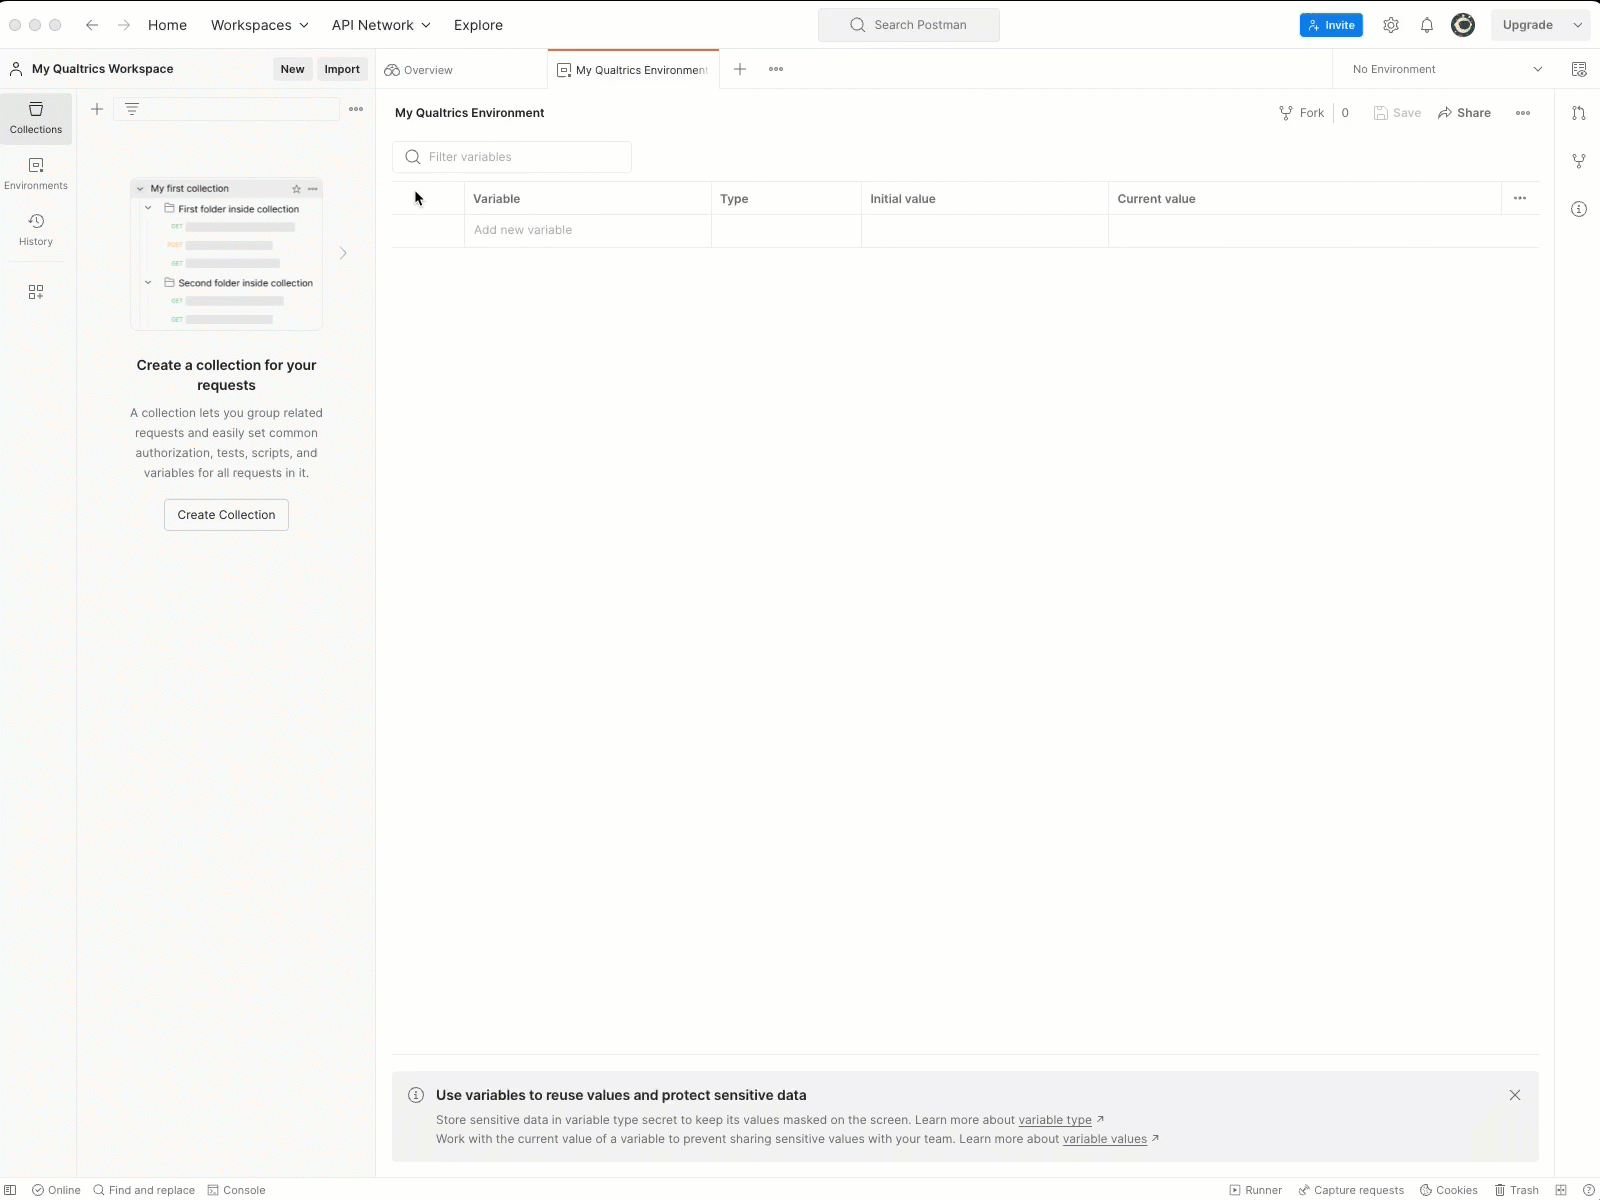 Home
Workspaces
API Network
Explore
Search Postman
Invite
Upgrade
My Qualtrics Workspace
New
Import
Overview
My Qualtrics Environment
No Environment
Collections
Environments
History
My first collection
First folder inside collection
GET
POST
GET
Second folder inside collection
GET
GET
Create a collection for your
requests
A collection lets you group related
requests and easily set common
authorization, tests, scripts, and
variables for all requests in it.
Create Collection
My Qualtrics Environment
Fork
0
Save
Share
Filter variables
Variable
Type
Initial value
Current value
Add new variable
Use variables to reuse values and protect sensitive data
Store sensitive data in variable type secret to keep its values masked on the screen. Learn more about variable type ↗
Work with the current value of a variable to prevent sharing sensitive values with your team. Learn more about variable values ↗
Online
Find and replace
Console
Runner
Capture requests
Cookies
Trash